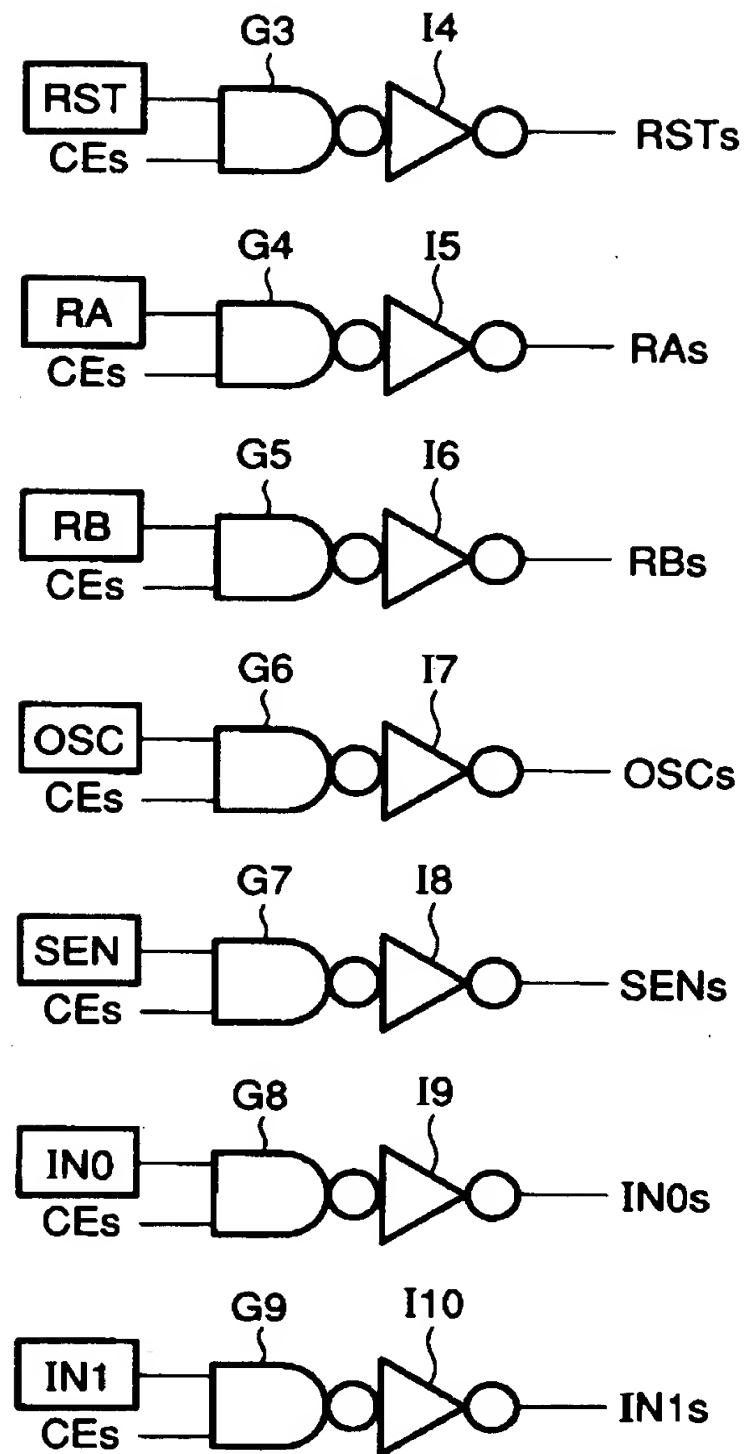 G3 I4
RST
CEs
RSTs
G4 I5
RA
CEs
RAs
G5 I6
RB
CEs
RBs
G6 I7
OSC
CEs
OSCs
G7 I8
SEN
CEs
SENs
G8 I9
IN0
CEs
IN0s
G9 I10
IN1
CEs
IN1s